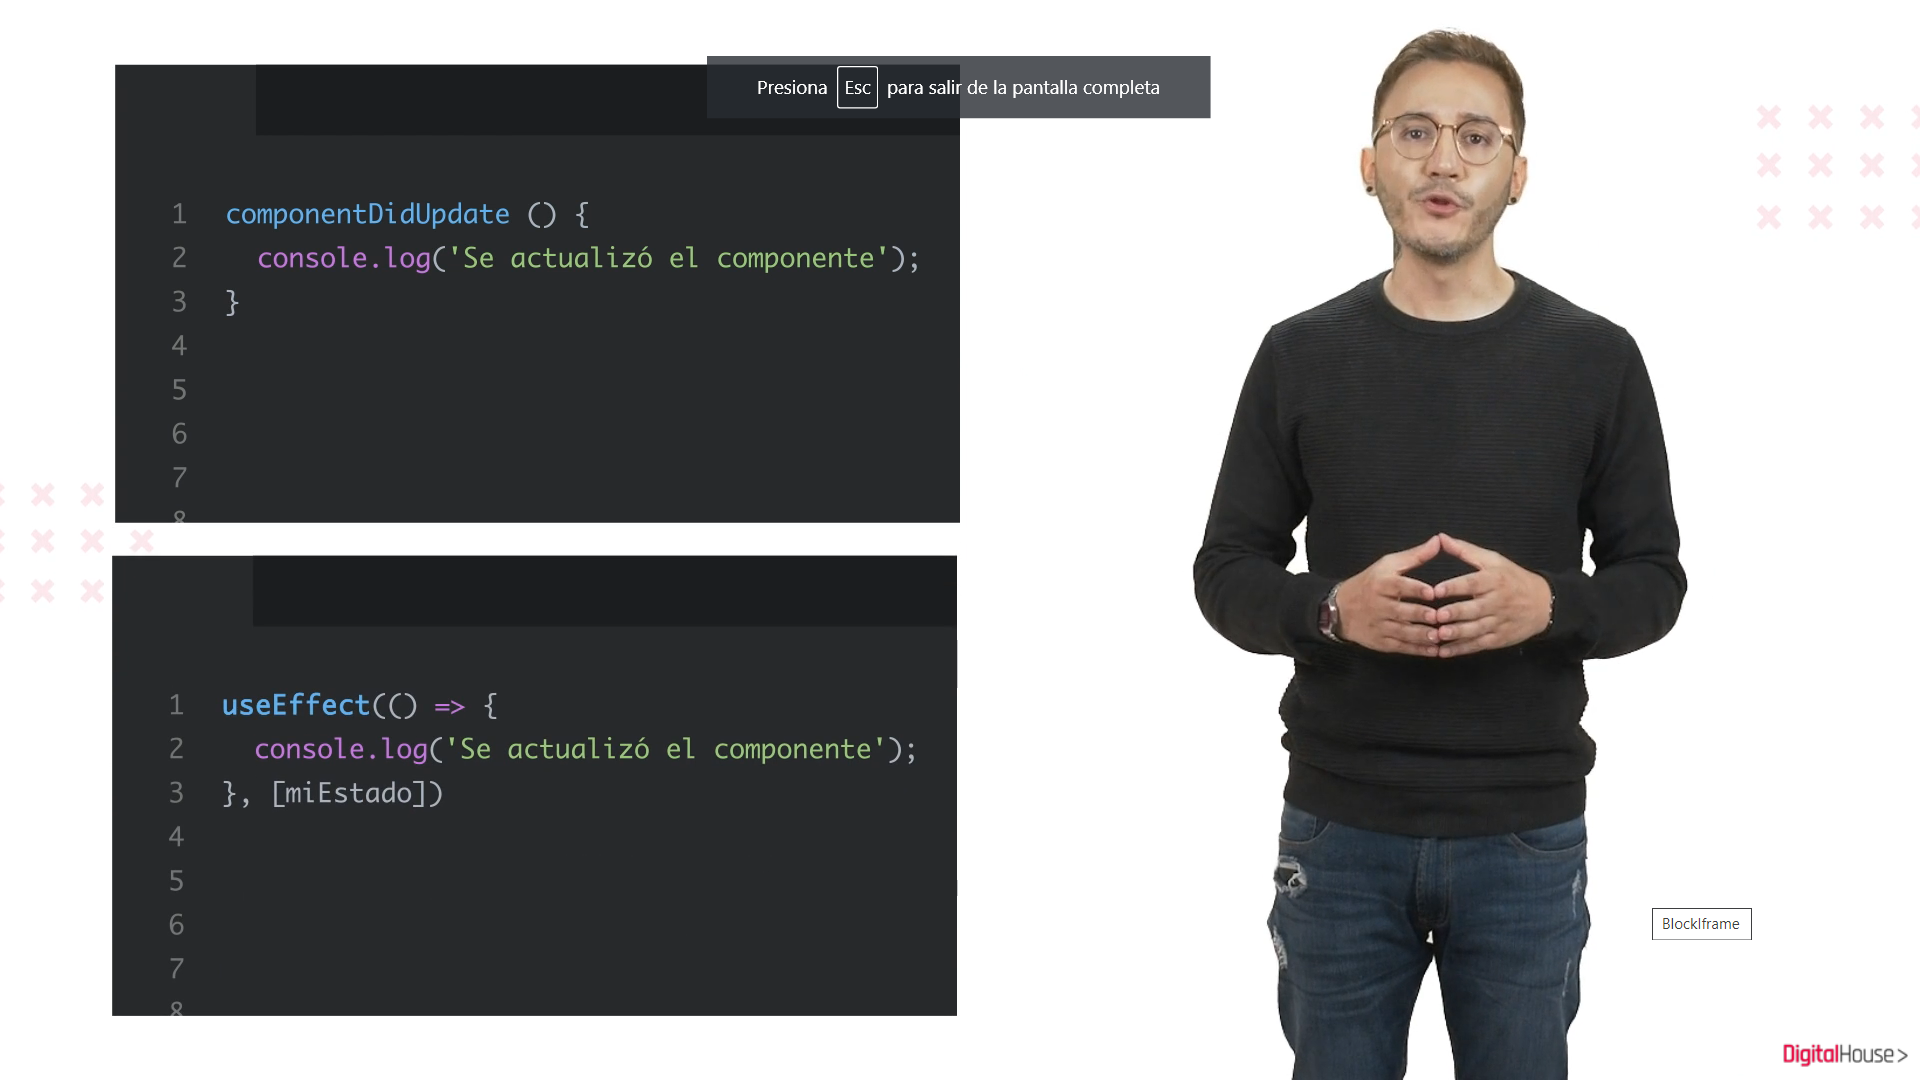 Presiona Esc para salir de la pantalla completa
1 componentDidUpdate () {
2 console.log('Se actualizó el componente');
3 }
4
5
6
7
8
1 useEffect(() => {
2 console.log('Se actualizó el componente');
3 }, [miEstado])
4
5
6
7
8
BlockIframe
DigitalHouse>